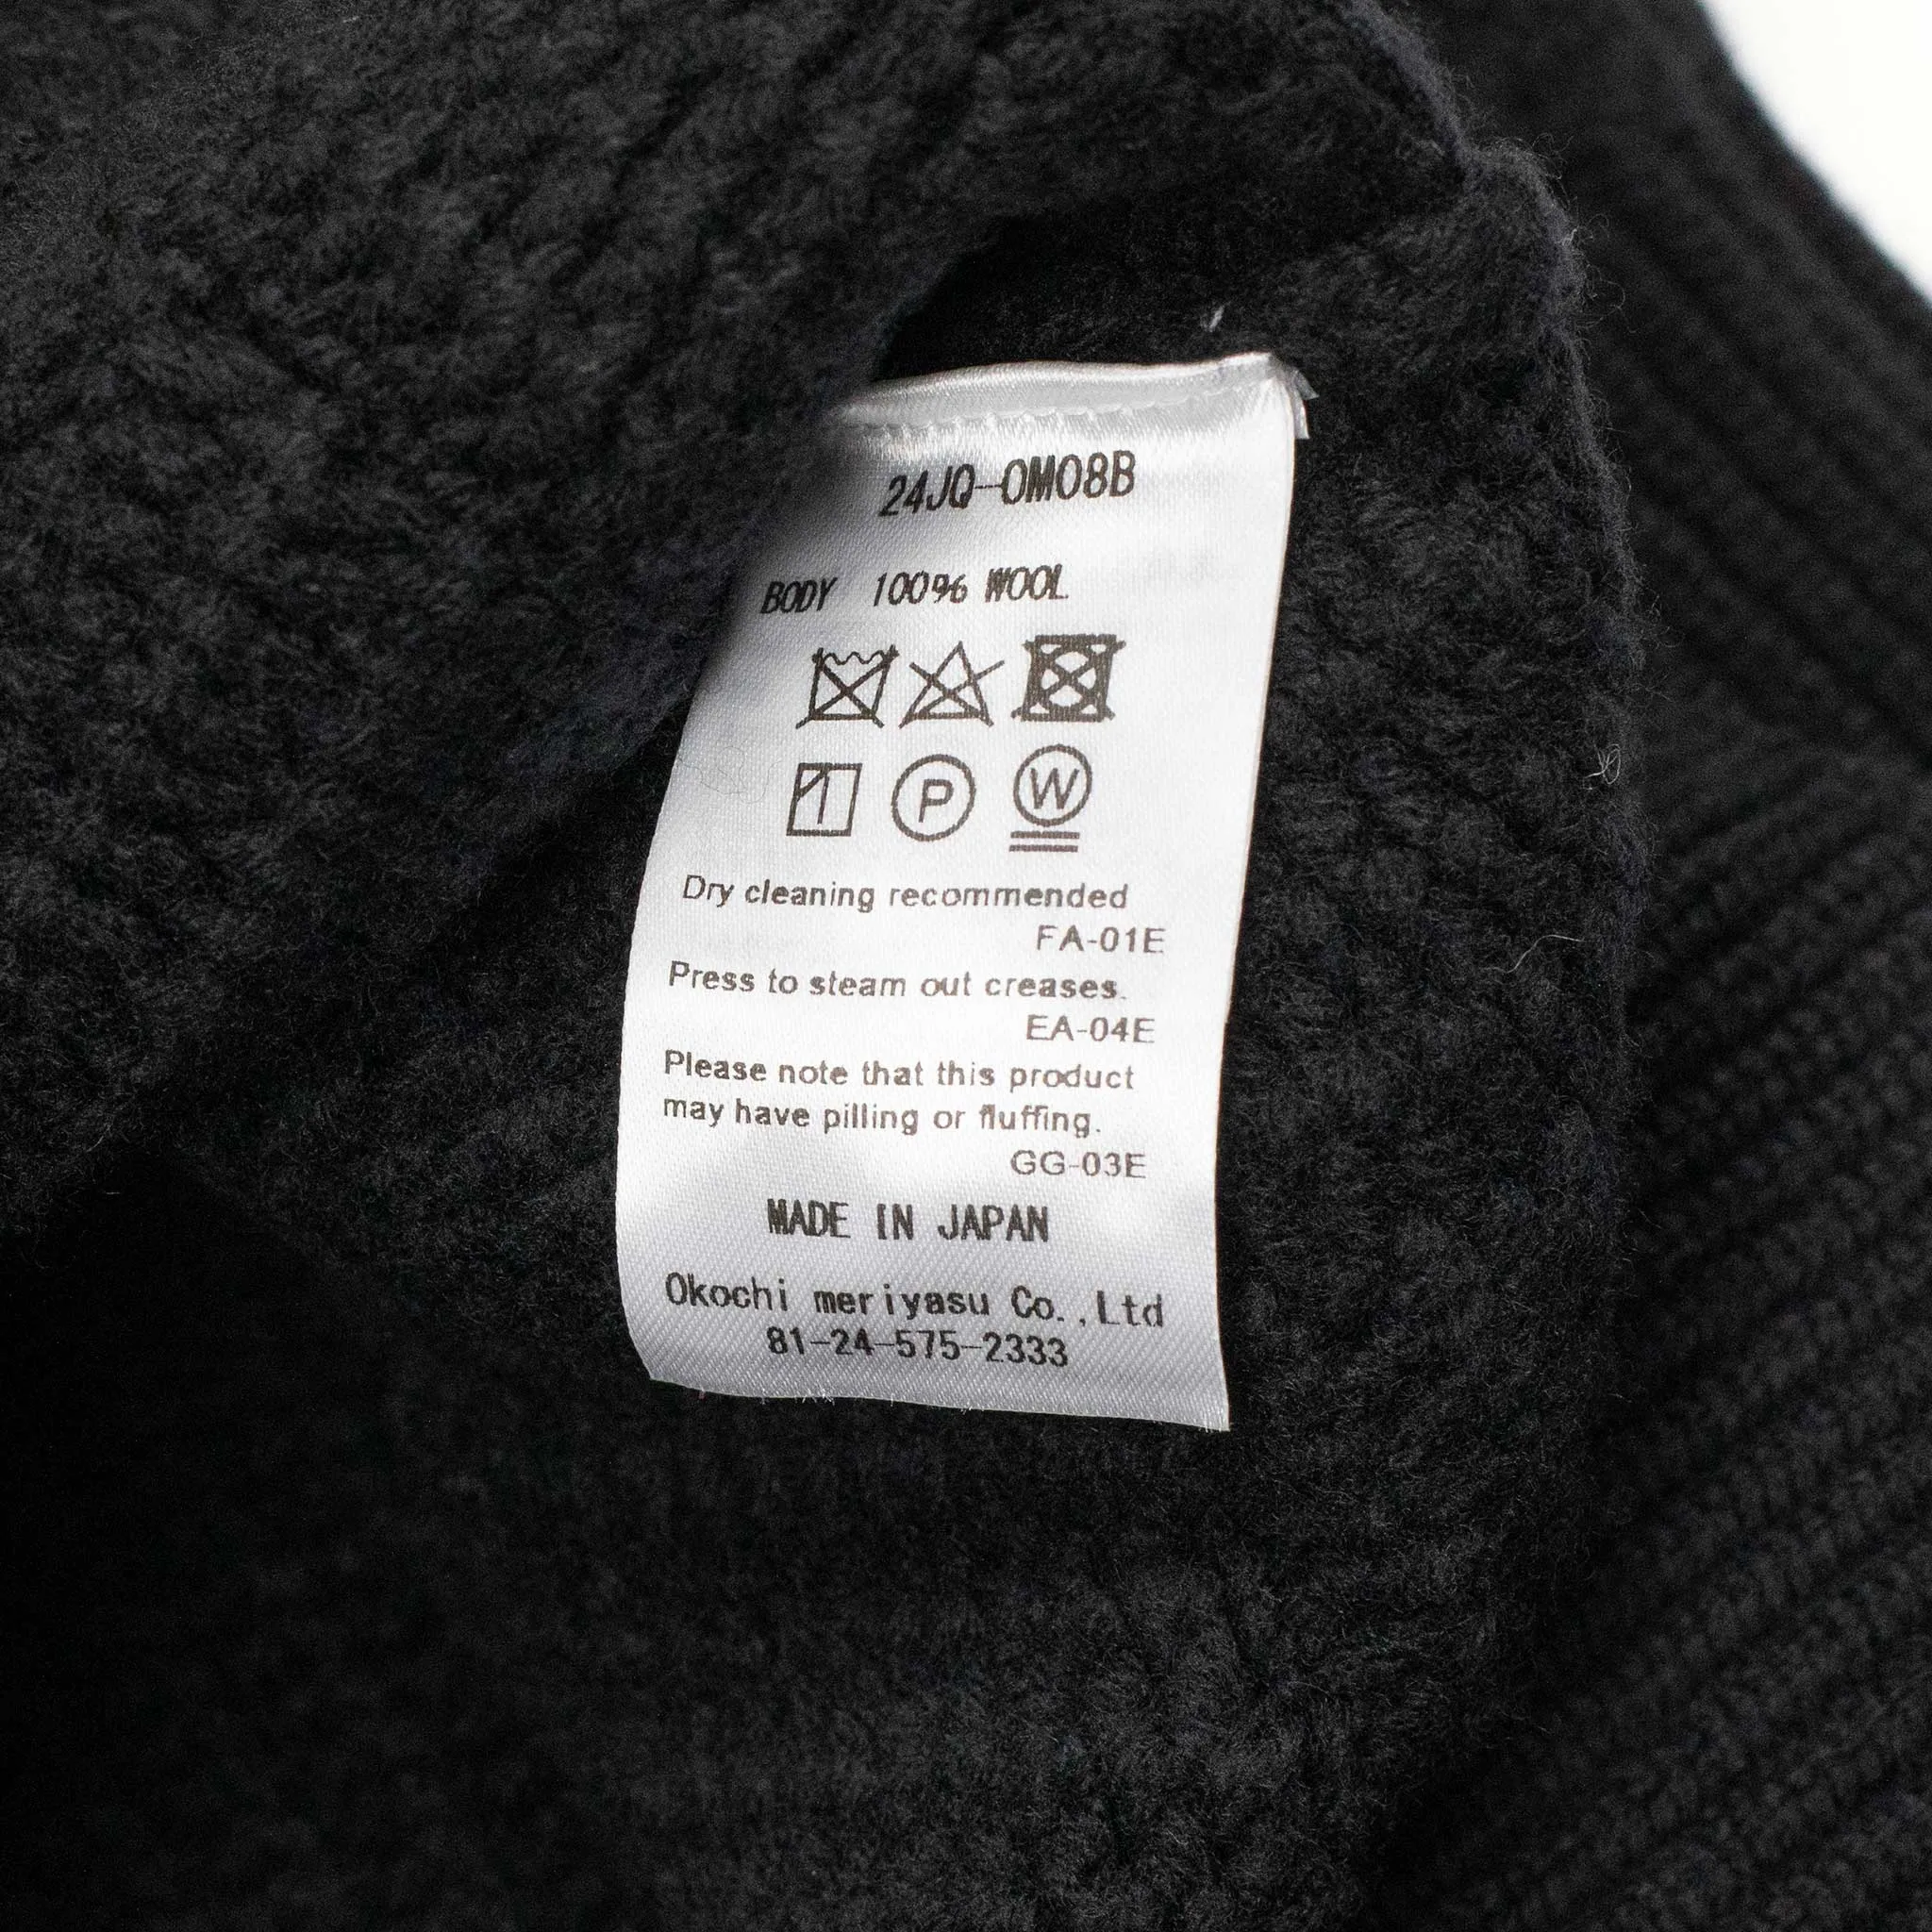 24JQ-OM08B
BODY 100% WOOL
P W
Dry cleaning recommended
FA-01E
Press to steam out creases.
EA-04E
Please note that this product
may have pilling or fluffing.
GG-03E
MADE IN JAPAN
Okochi meriyasu Co.,Ltd
81-24-575-2333